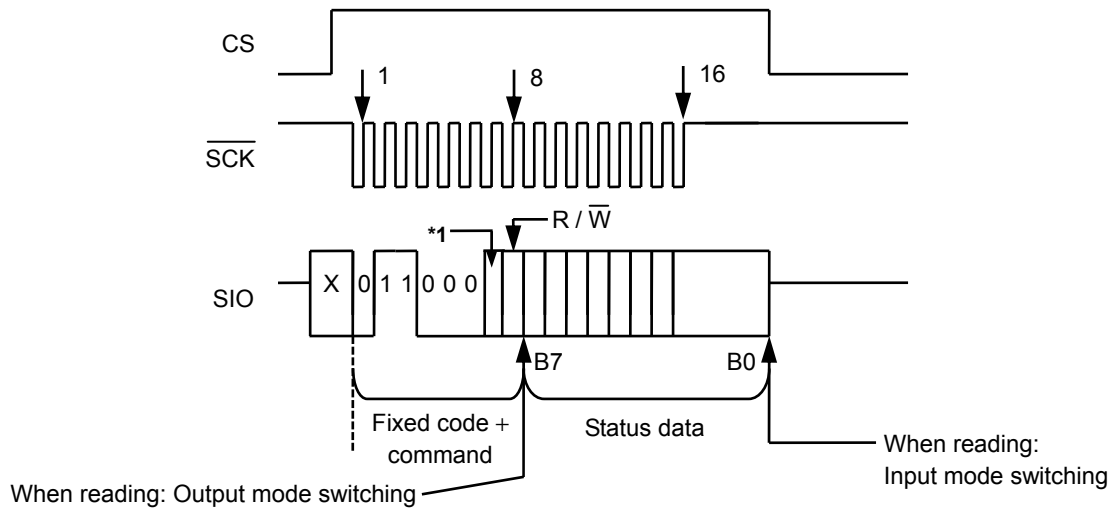 CS
1
8
16
SCK
*1
R / W
X 0 1 1 0 0 0
SIO
B7
B0
Fixed code +
command
Status data
When reading:
Input mode switching
When reading: Output mode switching